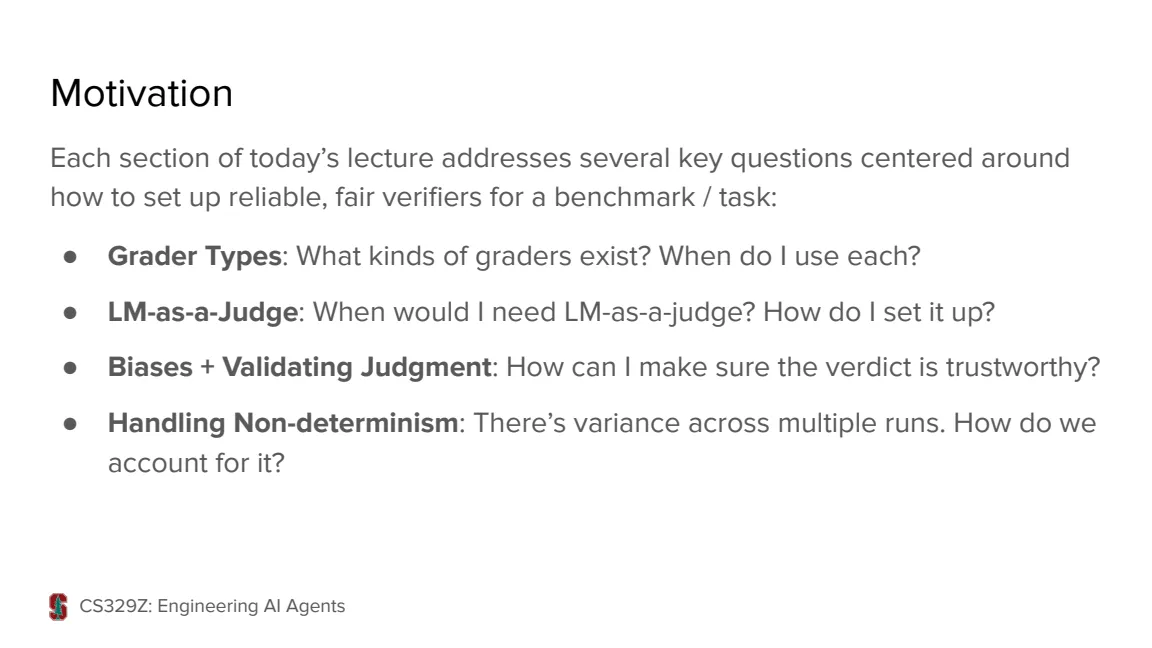 Motivation
Each section of today’s lecture addresses several key questions centered around
how to set up reliable, fair verifiers for a benchmark / task:
● Grader Types: What kinds of graders exist? When do I use each?
● LM-as-a-Judge: When would I need LM-as-a-judge? How do I set it up?
● Biases + Validating Judgment: How can I make sure the verdict is trustworthy?
● Handling Non-determinism: There’s variance across multiple runs. How do we
account for it?
CS329Z: Engineering AI Agents